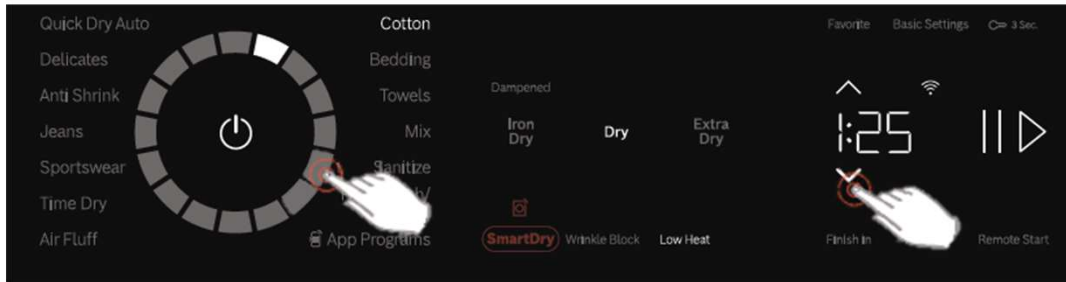 Quick Dry Auto
Delicates
Anti Shrink
Jeans
Sportswear
Time Dry
Air Fluff
Cotton
Bedding
Towels
Mix
Sanitize
App Programs
Dampened
Iron
Dry
Dry
Extra
Dry
SmartDry
Wrinkle Block
Low Heat
Favorite
Basic Settings
3 Sec.
1:25
Finish In
Remote Start